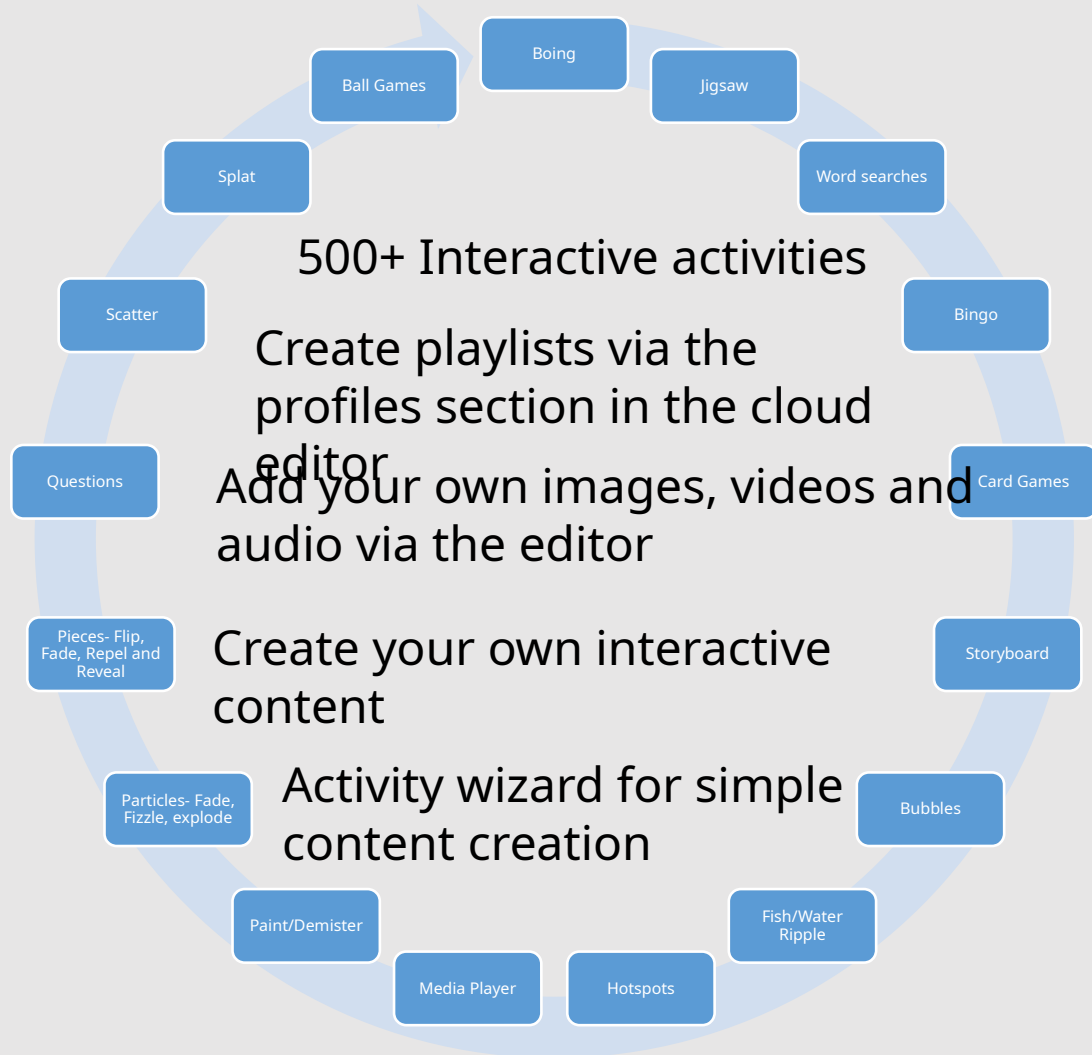 Boing
Jigsaw
Word searches
Bingo
Card Games
Storyboard
Bubbles
Fish/Water
Ripple
Hotspots
Media Player
Paint/Demister
Particles- Fade,
Fizzle, explode
Pieces- Flip,
Fade, Repel and
Reveal
Questions
Scatter
Splat
Ball Games
500+ Interactive activities
Create playlists via the
profiles section in the cloud
editor
Add your own images, videos and
audio via the editor
Create your own interactive
content
Activity wizard for simple
content creation